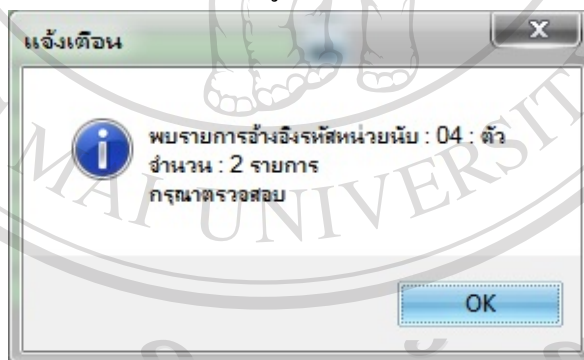 แจ้งเตือน
พบรายการอ้างอิงรหัสหน่วยนับ : 04 : ตัว
จำนวน : 2 รายการ
กรุณาตรวจสอบ
MAI UNIVERSIT
OK